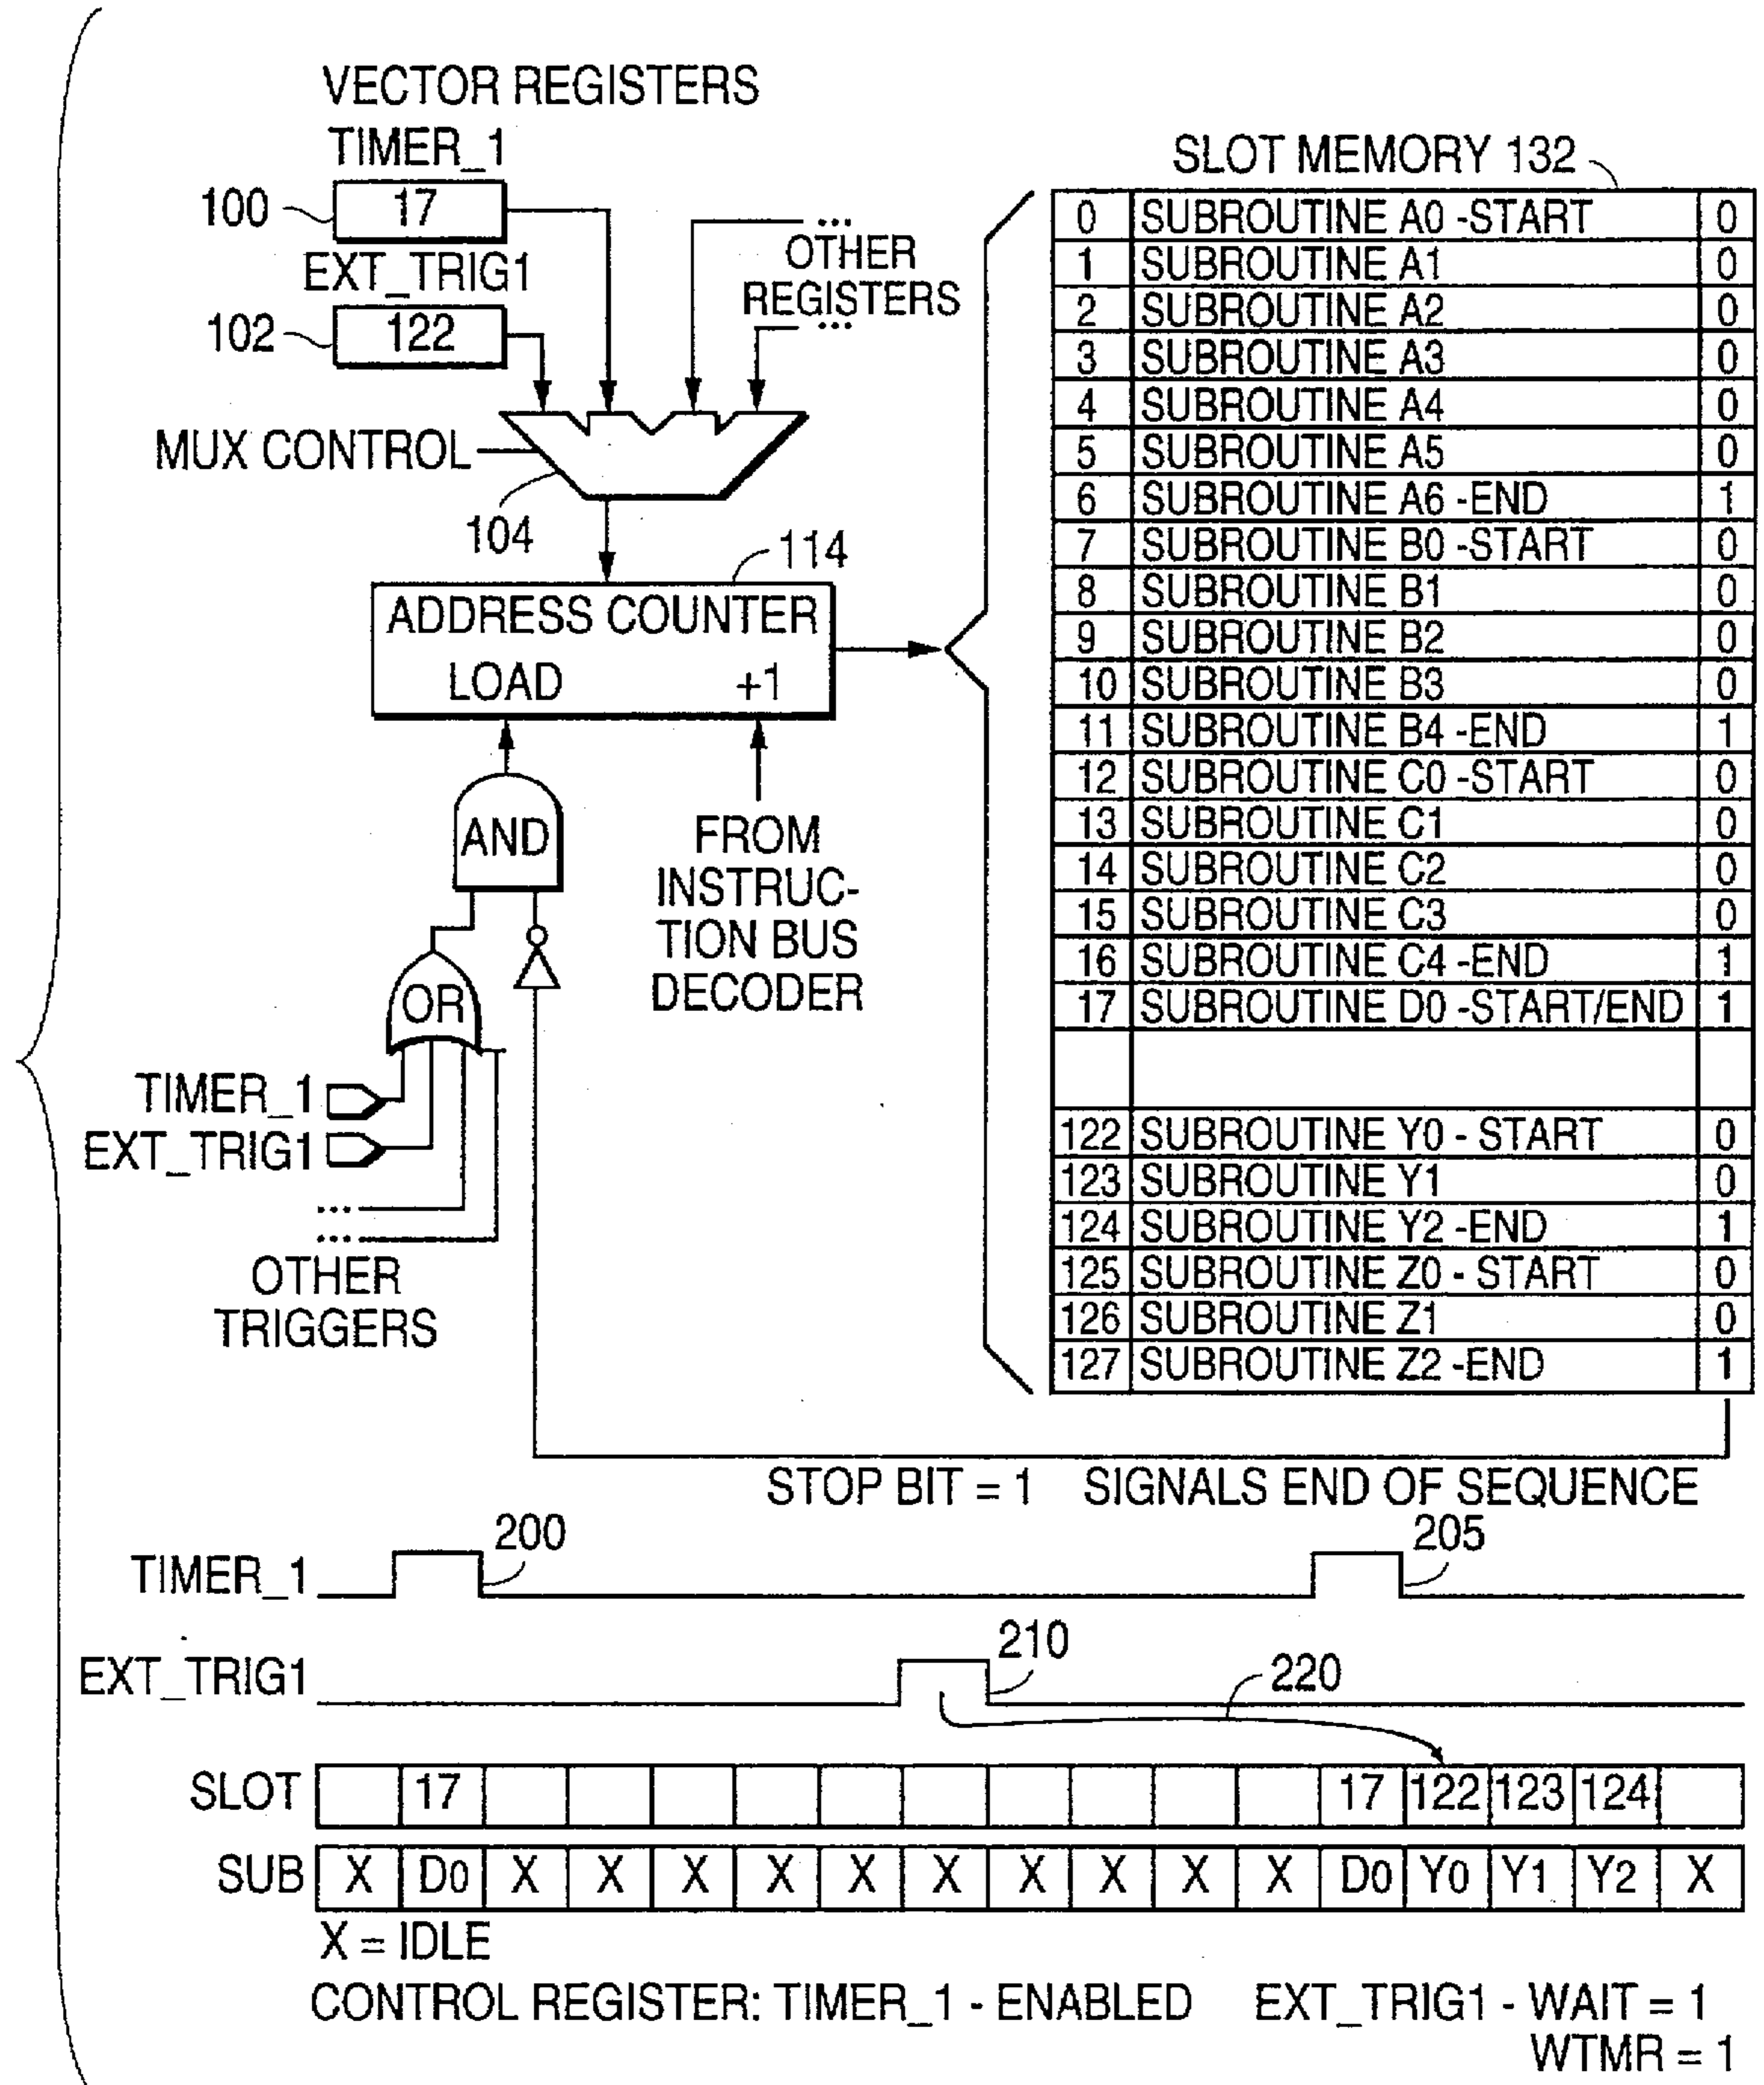 VECTOR REGISTERS
TIMER_1
100
17
EXT_TRIG1
102
122
...
OTHER
REGISTERS
...
MUX CONTROL
104
114
ADDRESS COUNTER
LOAD +1
AND
FROM
INSTRUC-
TION BUS
DECODER
OR
TIMER_1
EXT_TRIG1
...
...
OTHER
TRIGGERS
SLOT MEMORY 132
0 SUBROUTINE A0 -START 0
1 SUBROUTINE A1 0
2 SUBROUTINE A2 0
3 SUBROUTINE A3 0
4 SUBROUTINE A4 0
5 SUBROUTINE A5 0
6 SUBROUTINE A6 -END 1
7 SUBROUTINE B0 -START 0
8 SUBROUTINE B1 0
9 SUBROUTINE B2 0
10 SUBROUTINE B3 0
11 SUBROUTINE B4 -END 1
12 SUBROUTINE C0 -START 0
13 SUBROUTINE C1 0
14 SUBROUTINE C2 0
15 SUBROUTINE C3 0
16 SUBROUTINE C4 -END 1
17 SUBROUTINE D0 -START/END 1
122 SUBROUTINE Y0 - START 0
123 SUBROUTINE Y1 0
124 SUBROUTINE Y2 -END 1
125 SUBROUTINE Z0 - START 0
126 SUBROUTINE Z1 0
127 SUBROUTINE Z2 -END 1
STOP BIT = 1 SIGNALS END OF SEQUENCE
TIMER_1 200 205
EXT_TRIG1 210 220
SLOT 17 17 122 123 124
SUB X D0 X X X X X X X X X X D0 Y0 Y1 Y2 X
X = IDLE
CONTROL REGISTER: TIMER_1 - ENABLED EXT_TRIG1 - WAIT = 1
WTMR = 1